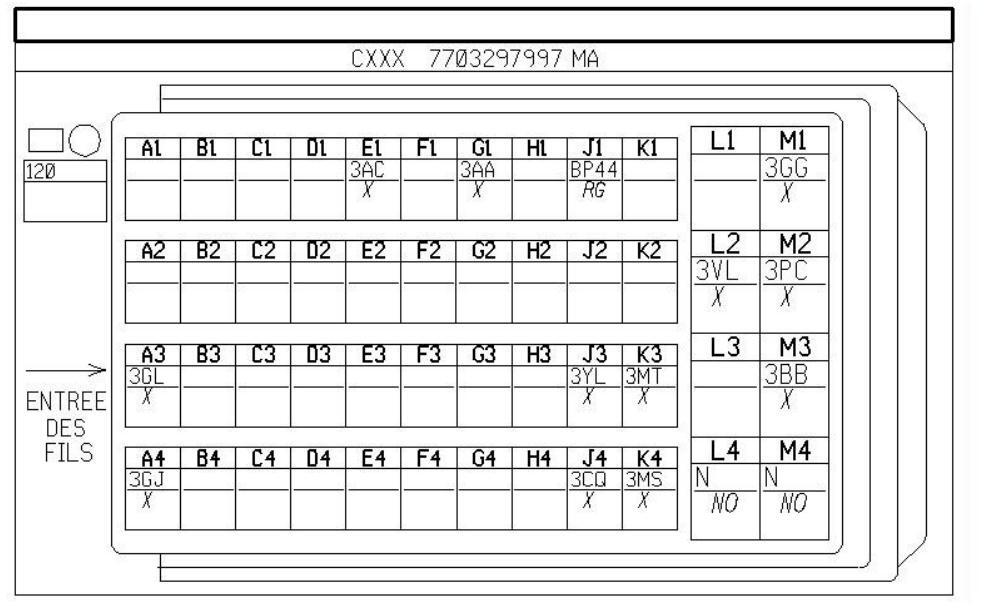 CXXX 7703297997 MA
120
A1 B1 C1 D1 E1 F1 G1 H1 J1 K1 L1 M1
3AC 3AA BP44 3GG
X X RG X
A2 B2 C2 D2 E2 F2 G2 H2 J2 K2 L2 M2
3VL 3PC
X X
A3 B3 C3 D3 E3 F3 G3 H3 J3 K3 L3 M3
3GL 3YL 3MT 3BB
X X X X
ENTREE
DES
FILS
A4 B4 C4 D4 E4 F4 G4 H4 J4 K4 L4 M4
3GJ 3CQ 3MS N N
X X X NO NO